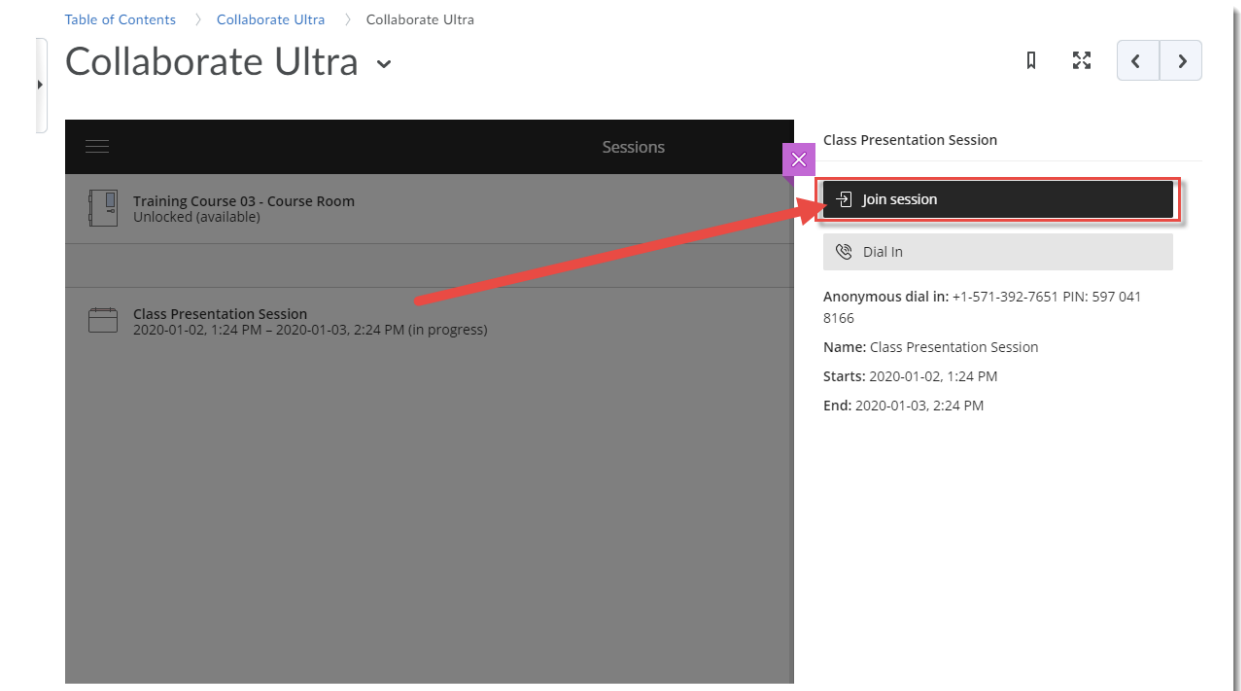 Table of Contents > Collaborate Ultra > Collaborate Ultra
Collaborate Ultra
Sessions
Training Course 03 - Course Room
Unlocked (available)
Class Presentation Session
2020-01-02, 1:24 PM – 2020-01-03, 2:24 PM (in progress)
Class Presentation Session
Join session
Dial In
Anonymous dial in: +1-571-392-7651 PIN: 597 041
8166
Name: Class Presentation Session
Starts: 2020-01-02, 1:24 PM
End: 2020-01-03, 2:24 PM